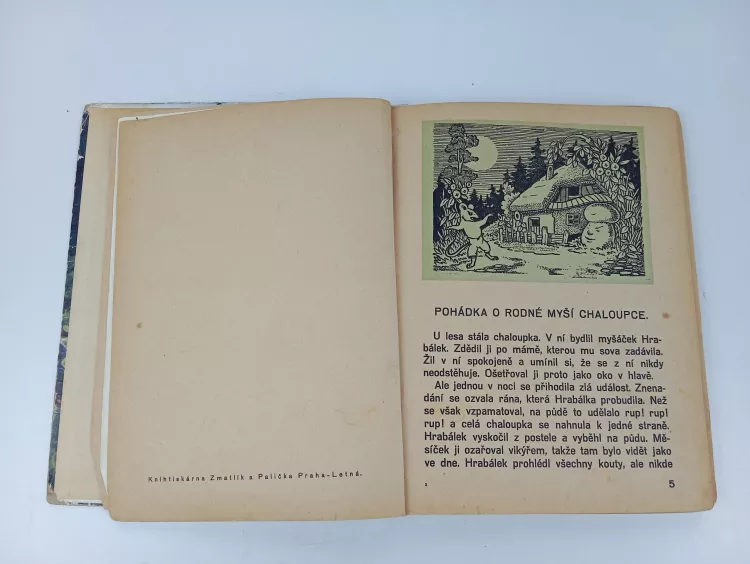 Knihtiskárna Zmatlík a Palička Praha-Letná.
POHÁDKA O RODNÉ MYŠÍ CHALOUPCE.
U lesa stála chaloupka. V ní bydlil myšáček Hra-
bálek. Zdědil ji po mámě, kterou mu sova zadávila.
Žil v ní spokojeně a umínil si, že se z ní nikdy
neodstěhuje. Ošetřoval ji proto jako oko v hlavě.
Ale jednou v noci se přihodila zlá událost. Znena-
dání se ozvala rána, která Hrabálka probudila. Než
se však vzpamatoval, na půdě to udělalo rup! rup!
rup! a celá chaloupka se nahnula k jedné straně.
Hrabálek vyskočil z postele a vyběhl na půdu. Mě-
síček ji ozařoval vikýřem, takže tam bylo vidět jako
ve dne. Hrabálek prohlédl všechny kouty, ale nikde
5